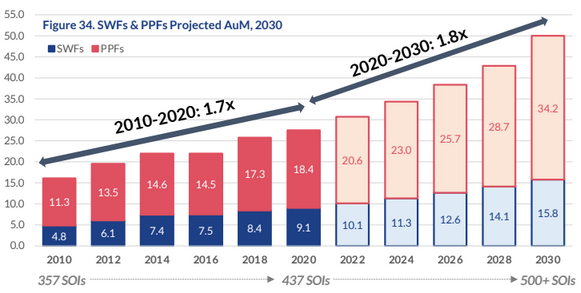 Figure 34. SWFs & PPFs Projected AuM, 2030
SWFs PPFs
55.0
50.0
45.0
40.0
35.0
30.0
25.0
20.0
15.0
10.0
5.0
0.0
2010-2020: 1.7x
2020-2030: 1.8x
11.3 13.5 14.6 14.5 17.3 18.4 20.6 23.0 25.7 28.7 34.2
4.8 6.1 7.4 7.5 8.4 9.1 10.1 11.3 12.6 14.1 15.8
2010 2012 2014 2016 2018 2020 2022 2024 2026 2028 2030
357 SOIs 437 SOIs 500+ SOIs